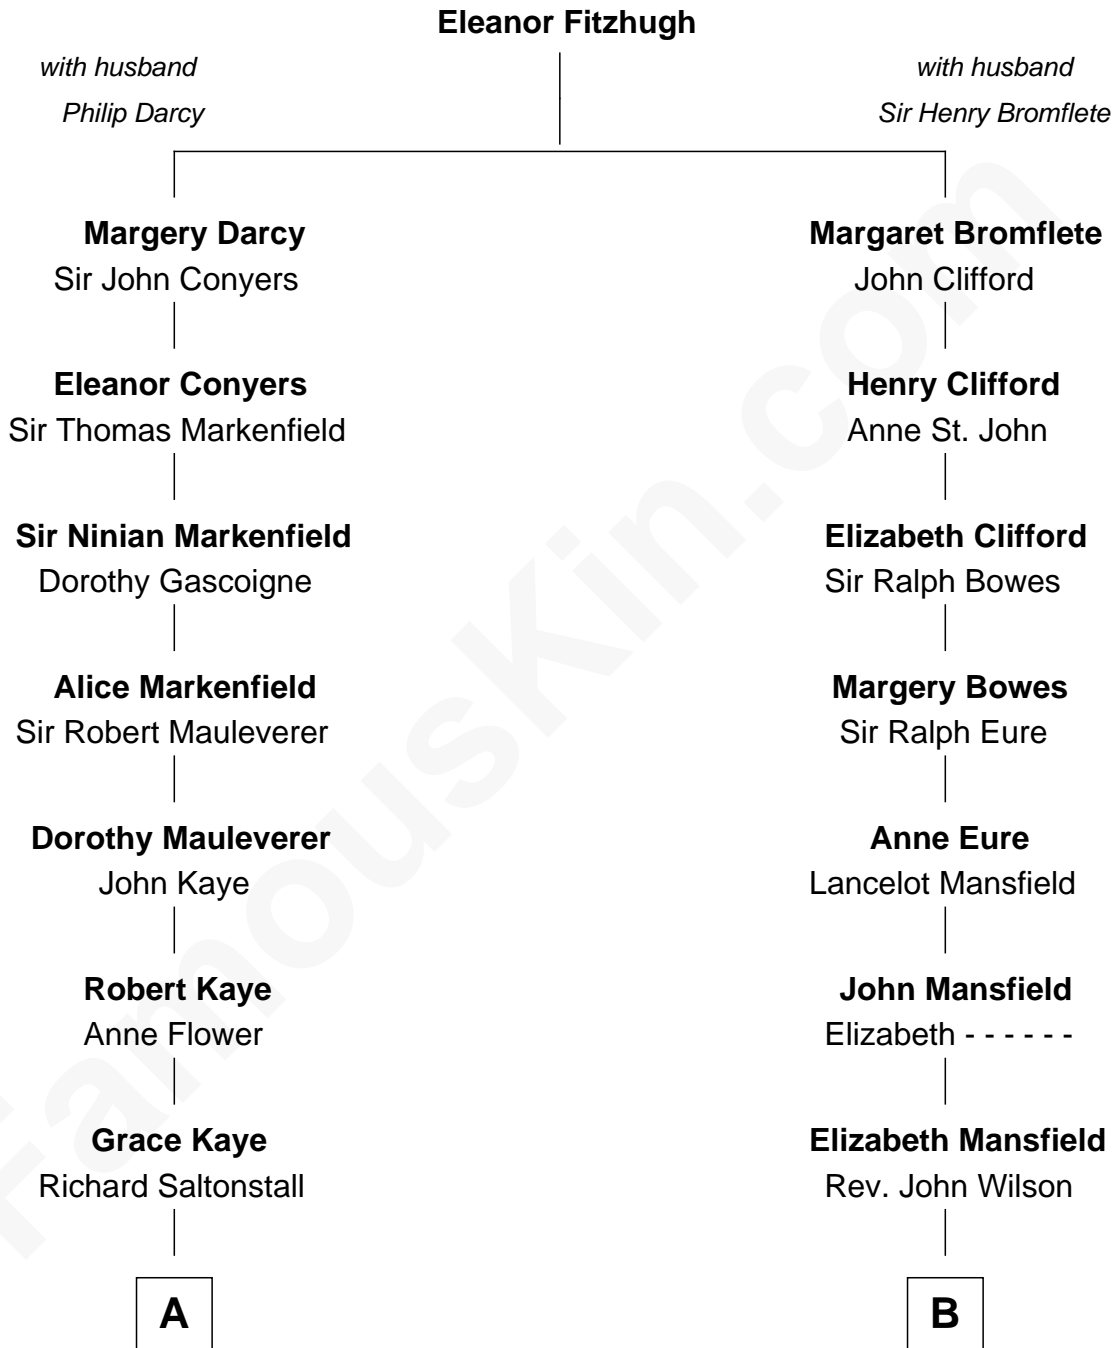 Eleanor Fitzhugh
with husband
Philip Darcy
with husband
Sir Henry Bromflete
Margery Darcy
Sir John Conyers
Margaret Bromflete
John Clifford
Eleanor Conyers
Sir Thomas Markenfield
Henry Clifford
Anne St. John
Sir Ninian Markenfield
Dorothy Gascoigne
Elizabeth Clifford
Sir Ralph Bowes
Alice Markenfield
Sir Robert Mauleverer
Margery Bowes
Sir Ralph Eure
Dorothy Mauleverer
John Kaye
Anne Eure
Lancelot Mansfield
Robert Kaye
Anne Flower
John Mansfield
Elizabeth - - - - - -
Grace Kaye
Richard Saltonstall
Elizabeth Mansfield
Rev. John Wilson
A
B
FamousKin.com